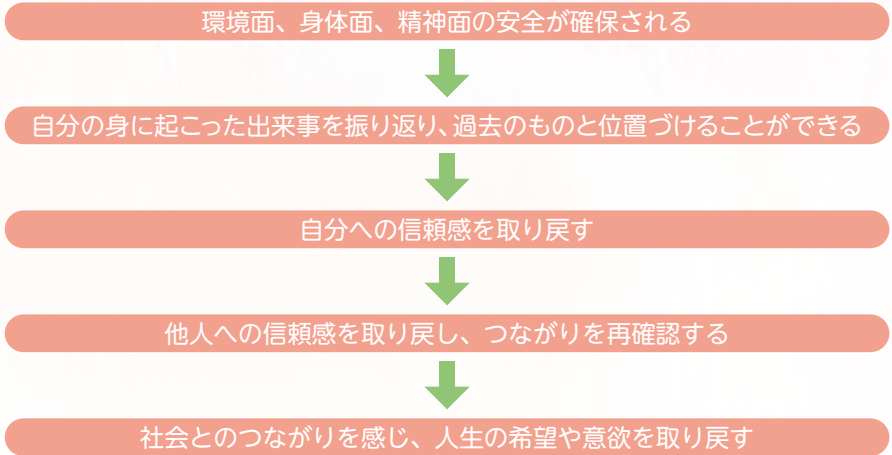 環境面、身体面、精神面の安全が確保される
自分の身に起こった出来事を振り返り、過去のものと位置づけることができる
自分への信頼感を取り戻す
他人への信頼感を取り戻し、つながりを再確認する
社会とのつながりを感じ、人生の希望や意欲を取り戻す